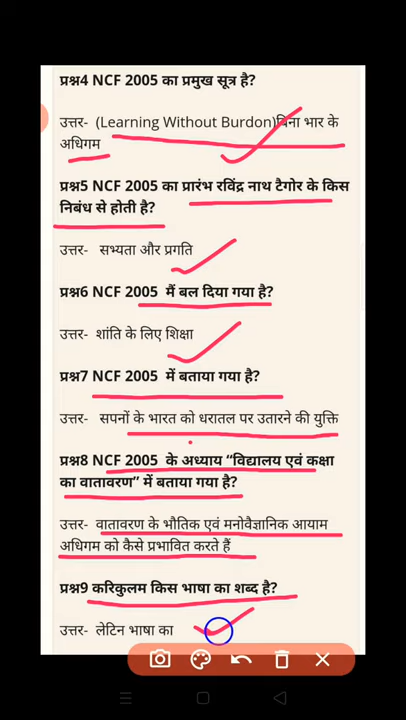 प्रश्न4 NCF 2005 का प्रमुख सूत्र है?
उत्तर- (Learning Without Burdon)बिना भार के
अधिगम
प्रश्न5 NCF 2005 का प्रारंभ रविंद्र नाथ टैगोर के किस
निबंध से होती है?
उत्तर- सभ्यता और प्रगति
प्रश्न6 NCF 2005 मैं बल दिया गया है?
उत्तर- शांति के लिए शिक्षा
प्रश्न7 NCF 2005 में बताया गया है?
उत्तर- सपनों के भारत को धरातल पर उतारने की युक्ति
प्रश्न8 NCF 2005 के अध्याय “विद्यालय एवं कक्षा
का वातावरण” में बताया गया है?
उत्तर- वातावरण के भौतिक एवं मनोवैज्ञानिक आयाम
अधिगम को कैसे प्रभावित करते हैं
प्रश्न9 करिकुलम किस भाषा का शब्द है?
उत्तर- लेटिन भाषा का